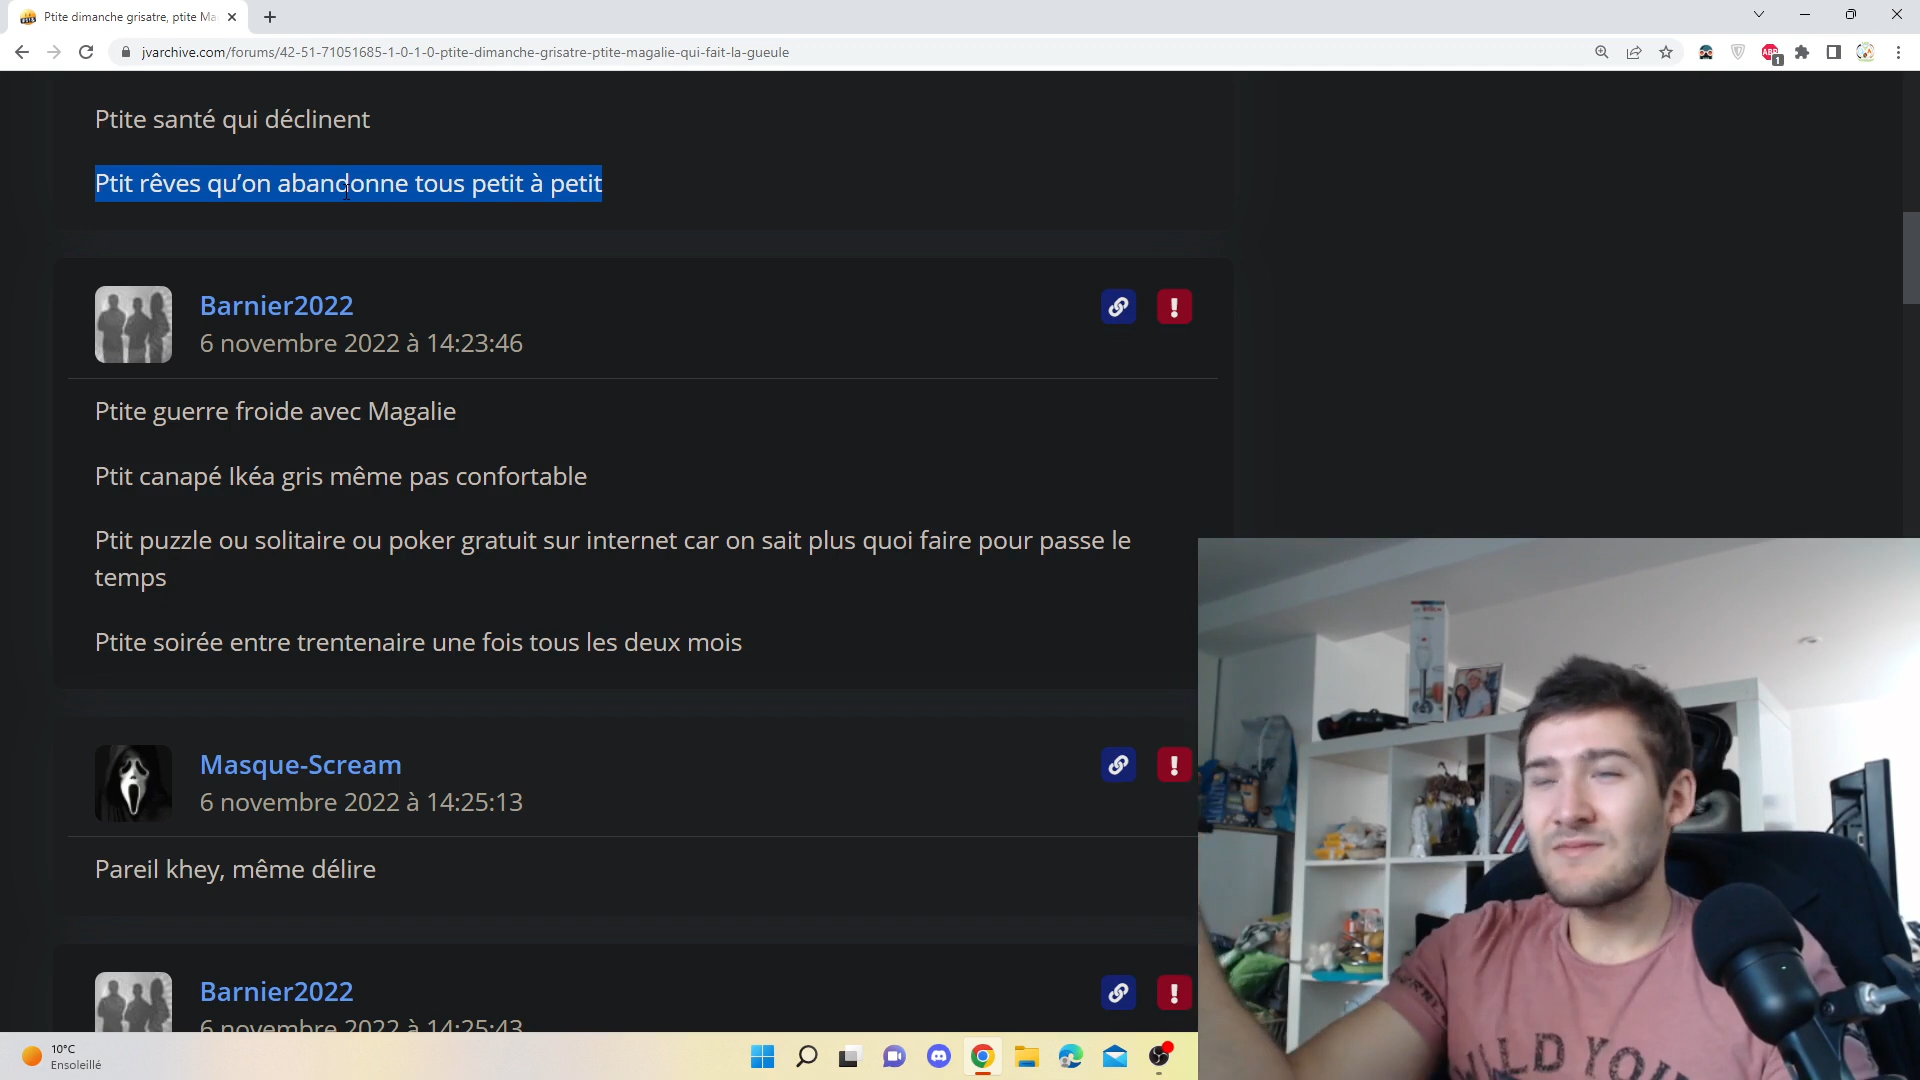 Ptite dimanche grisatre, ptite Ma
jvarchive.com/forums/42-51-71051685-1-0-1-0-ptite-dimanche-grisatre-ptite-magalie-qui-fait-la-gueule
ABP
1
Ptite santé qui déclinent
Ptit rêves qu’on abandonne tous petit à petit
Barnier2022
6 novembre 2022 à 14:23:46
Ptite guerre froide avec Magalie
Ptit canapé Ikéa gris même pas confortable
Ptit puzzle ou solitaire ou poker gratuit sur internet car on sait plus quoi faire pour passe le
temps
Ptite soirée entre trentenaire une fois tous les deux mois
Masque-Scream
6 novembre 2022 à 14:25:13
Pareil khey, même délire
Barnier2022
6 novembre 2022 à 14:25:43
10°C
Ensoleillé